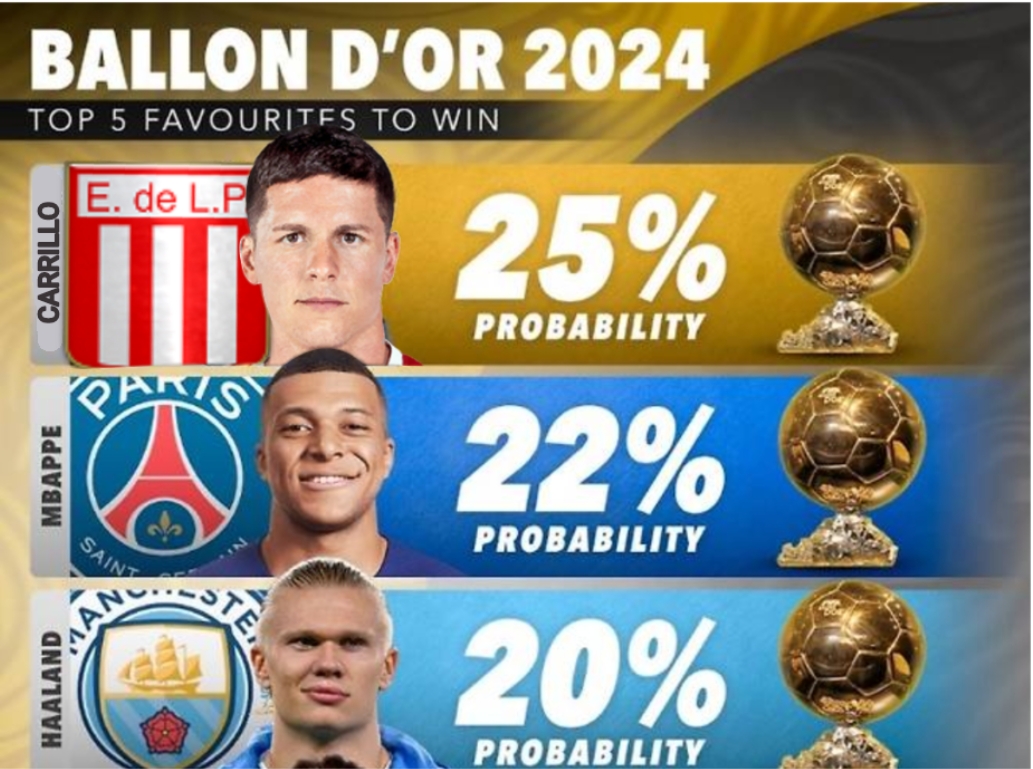 BALLON D'OR 2024
TOP 5 FAVOURITES TO WIN
CARRILLO
E. de L.P
25%
PROBABILITY
MBAPPE
PARIS
SAINT
22%
PROBABILITY
HAALAND
MANCHESTE
20%
PROBABILITY